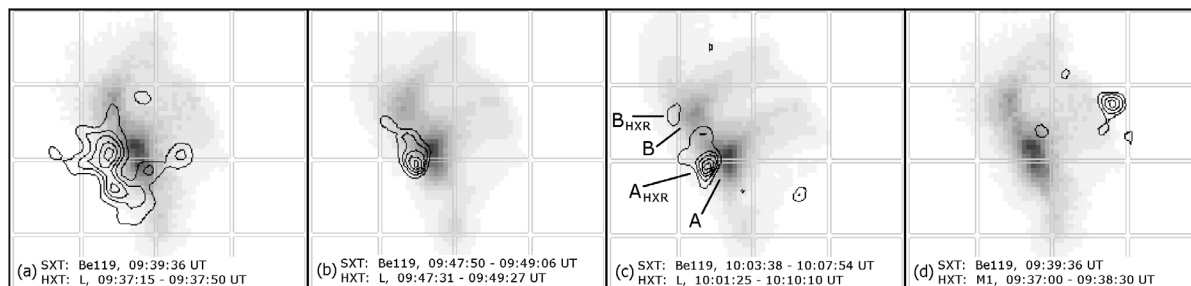 B_HXR
B
A_HXR
A
(a) SXT: Be119, 09:39:36 UT
HXT: L, 09:37:15 - 09:37:50 UT
(b) SXT: Be119, 09:47:50 - 09:49:06 UT
HXT: L, 09:47:31 - 09:49:27 UT
(c) SXT: Be119, 10:03:38 - 10:07:54 UT
HXT: L, 10:01:25 - 10:10:10 UT
(d) SXT: Be119, 09:39:36 UT
HXT: M1, 09:37:00 - 09:38:30 UT